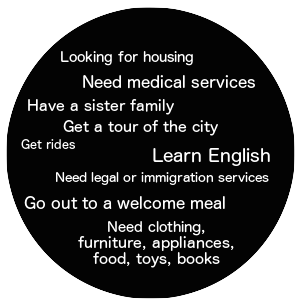 Looking for housing
Need medical services
Have a sister family
Get a tour of the city
Get rides
Learn English
Need legal or immigration services
Go out to a welcome meal
Need clothing,
furniture, appliances,
food, toys, books